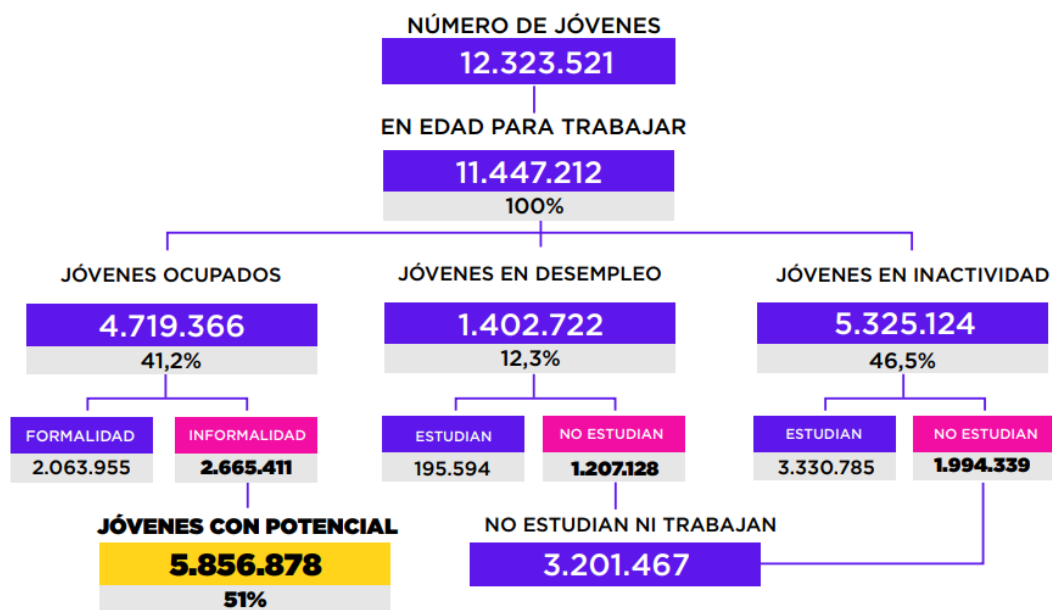 NÚMERO DE JÓVENES
12.323.521
EN EDAD PARA TRABAJAR
11.447.212
100%
JÓVENES OCUPADOS
4.719.366
41,2%
FORMALIDAD
2.063.955
INFORMALIDAD
2.665.411
JÓVENES CON POTENCIAL
5.856.878
51%
JÓVENES EN DESEMPLEO
1.402.722
12,3%
ESTUDIAN
195.594
NO ESTUDIAN
1.207.128
JÓVENES EN INACTIVIDAD
5.325.124
46,5%
ESTUDIAN
3.330.785
NO ESTUDIAN
1.994.339
NO ESTUDIAN NI TRABAJAN
3.201.467